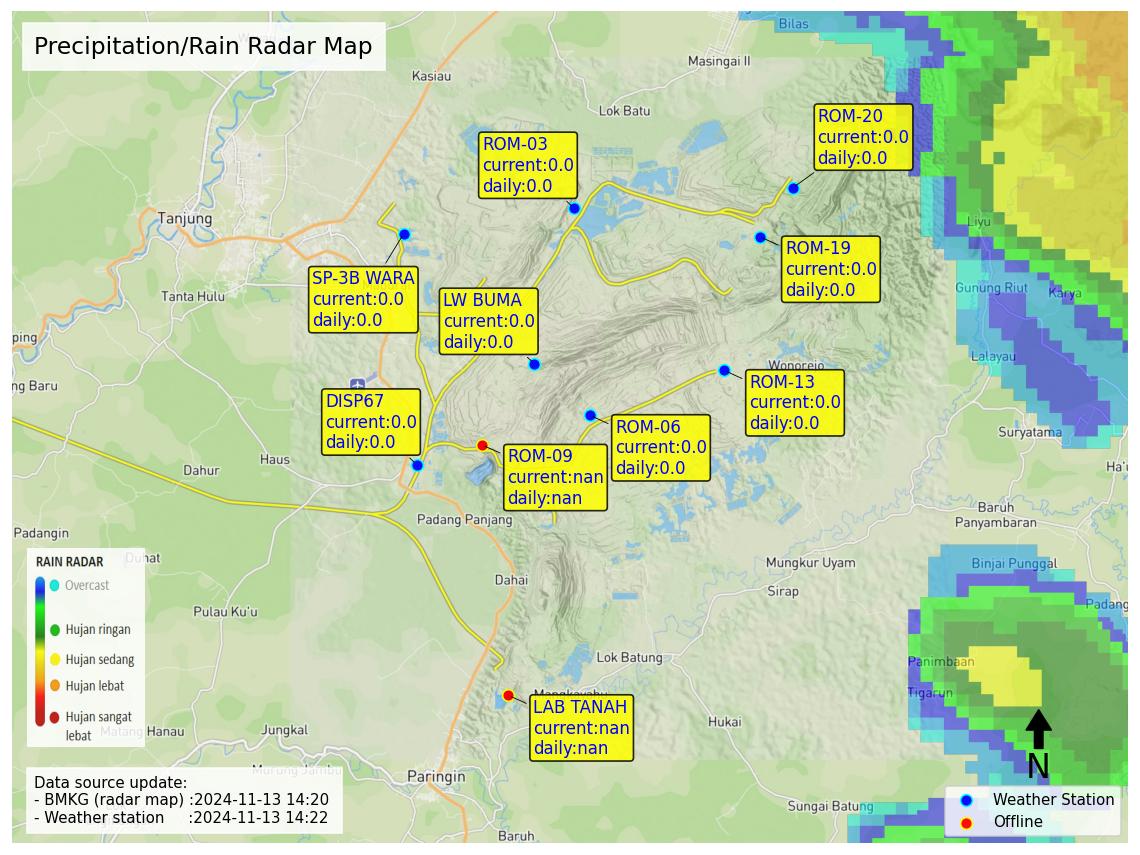 Precipitation/Rain Radar Map
Bilas
Masingai II
Kasiau
Lok Batu
ROM-20
current:0.0
daily:0.0
ROM-03
current:0.0
daily:0.0
Tanjung
Liyu
ROM-19
current:0.0
daily:0.0
SP-3B WARA
current:0.0
daily:0.0
Tanta Hulu
Gunung Riut
Karya
LW BUMA
current:0.0
daily:0.0
ping
Lalayau
Wonorejo
ng Baru
ROM-13
current:0.0
daily:0.0
DISP67
current:0.0
daily:0.0
ROM-06
current:0.0
daily:0.0
Suryatama
ROM-09
current:nan
daily:nan
Haus
Dahur
Ha'u
Baruh
Panyambaran
Padang Panjang
Padangin
Duhat
Mungkur Uyam
Binjai Punggal
Dahai
Sirap
Padang
Pulau Ku'u
RAIN RADAR
Overcast
Hujan ringan
Hujan sedang
Hujan lebat
Hujan sangat
lebat
Lok Batung
Panimbaan
Tigarun
Mangkayahu
LAB TANAH
current:nan
daily:nan
Hukai
Matang Hanau
Jungkal
Murung Jambu
Paringin
N
Data source update:
- BMKG (radar map) :2024-11-13 14:20
- Weather station :2024-11-13 14:22
Sungai Batung
Baruh
Weather Station
Offline